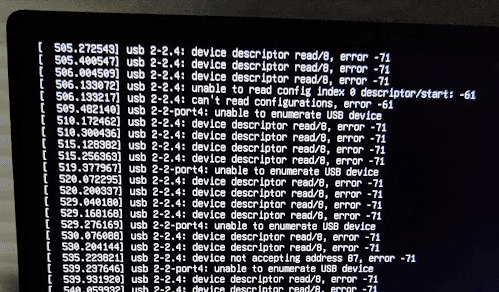 [  505.272543] usb 2-2.4: device descriptor read/8, error -71
[  505.400547] usb 2-2.4: device descriptor read/8, error -71
[  506.004509] usb 2-2.4: device descriptor read/8, error -71
[  506.133072] usb 2-2.4: unable to read config index 0 descriptor/start: -61
[  506.133217] usb 2-2.4: can't read configurations, error -61
[  509.482140] usb 2-2-port4: unable to enumerate USB device
[  510.172462] usb 2-2.4: device descriptor read/8, error -71
[  510.300436] usb 2-2.4: device descriptor read/8, error -71
[  515.128382] usb 2-2.4: device descriptor read/8, error -71
[  515.256363] usb 2-2.4: device descriptor read/8, error -71
[  519.377967] usb 2-2-port4: unable to enumerate USB device
[  520.072295] usb 2-2.4: device descriptor read/8, error -71
[  520.200337] usb 2-2.4: device descriptor read/8, error -71
[  529.040180] usb 2-2.4: device descriptor read/8, error -71
[  529.168168] usb 2-2.4: device descriptor read/8, error -71
[  529.276169] usb 2-2-port4: unable to enumerate USB device
[  530.076088] usb 2-2.4: device descriptor read/8, error -71
[  530.204144] usb 2-2.4: device descriptor read/8, error -71
[  535.223821] usb 2-2.4: device not accepting address 87, error -71
[  539.237646] usb 2-2-port4: unable to enumerate USB device
[  539.931920] usb 2-2.4: device descriptor read/8, error -71
[  540.059932] usb 2-2.4: device descriptor read/8, error -71